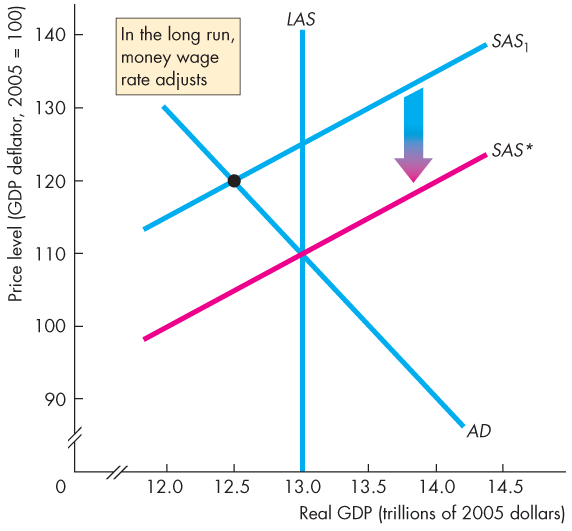 Price level (GDP deflator, 2005 = 100)
140
130
120
110
100
90
0
In the long run,
money wage
rate adjusts
LAS
SAS1
SAS*
AD
12.0 12.5 13.0 13.5 14.0 14.5
Real GDP (trillions of 2005 dollars)